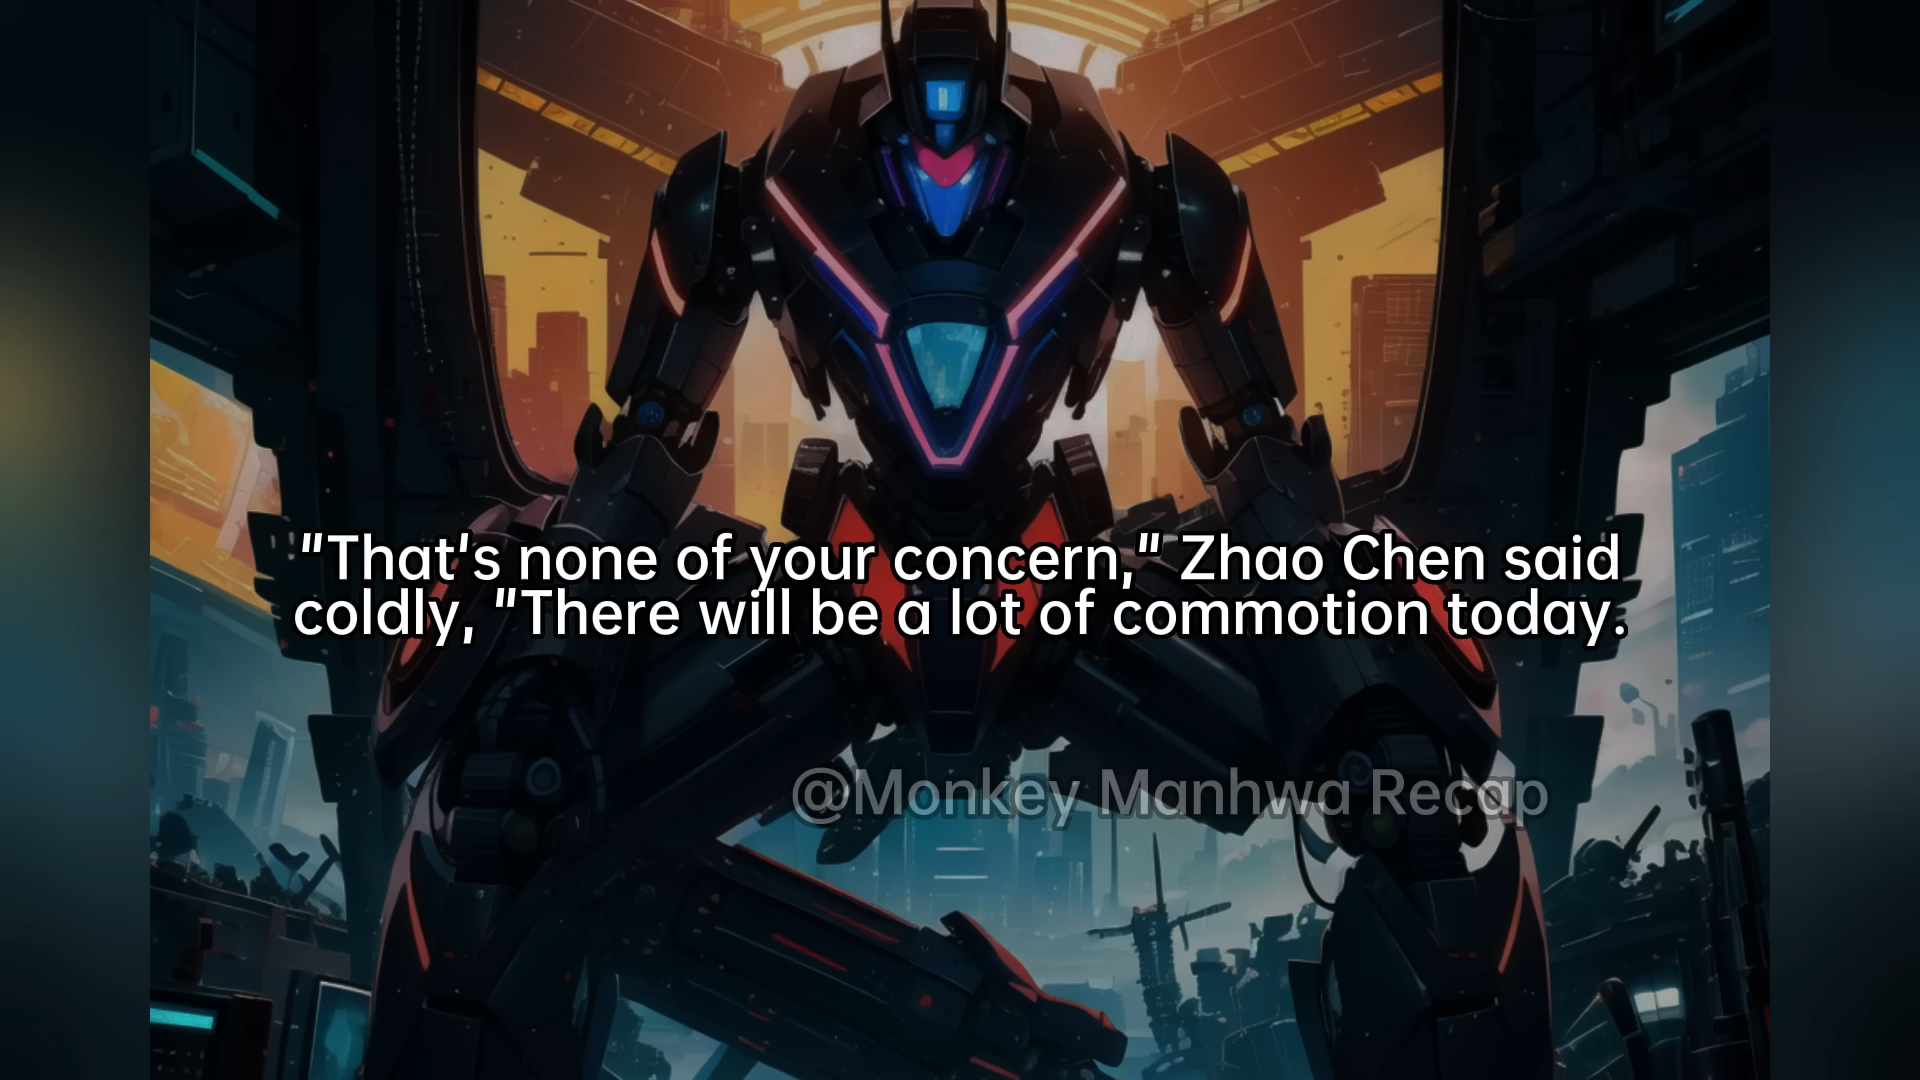 "That's none of your concern," Zhao Chen said
coldly, "There will be a lot of commotion today.
@Monkey Manhwa Recap